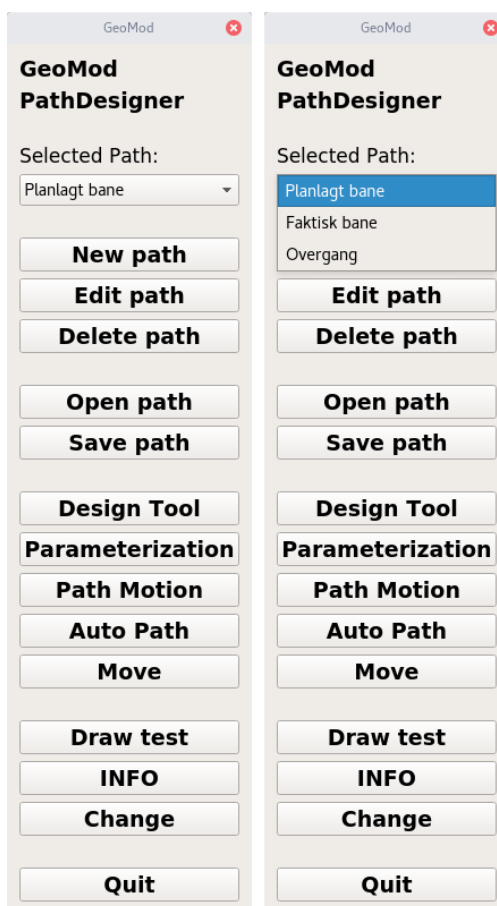 GeoMod
GeoMod
PathDesigner
Selected Path:
Planlagt bane
New path
Edit path
Delete path
Open path
Save path
Design Tool
Parameterization
Path Motion
Auto Path
Move
Draw test
INFO
Change
Quit
GeoMod
GeoMod
PathDesigner
Selected Path:
Planlagt bane
Faktisk bane
Overgang
Edit path
Delete path
Open path
Save path
Design Tool
Parameterization
Path Motion
Auto Path
Move
Draw test
INFO
Change
Quit